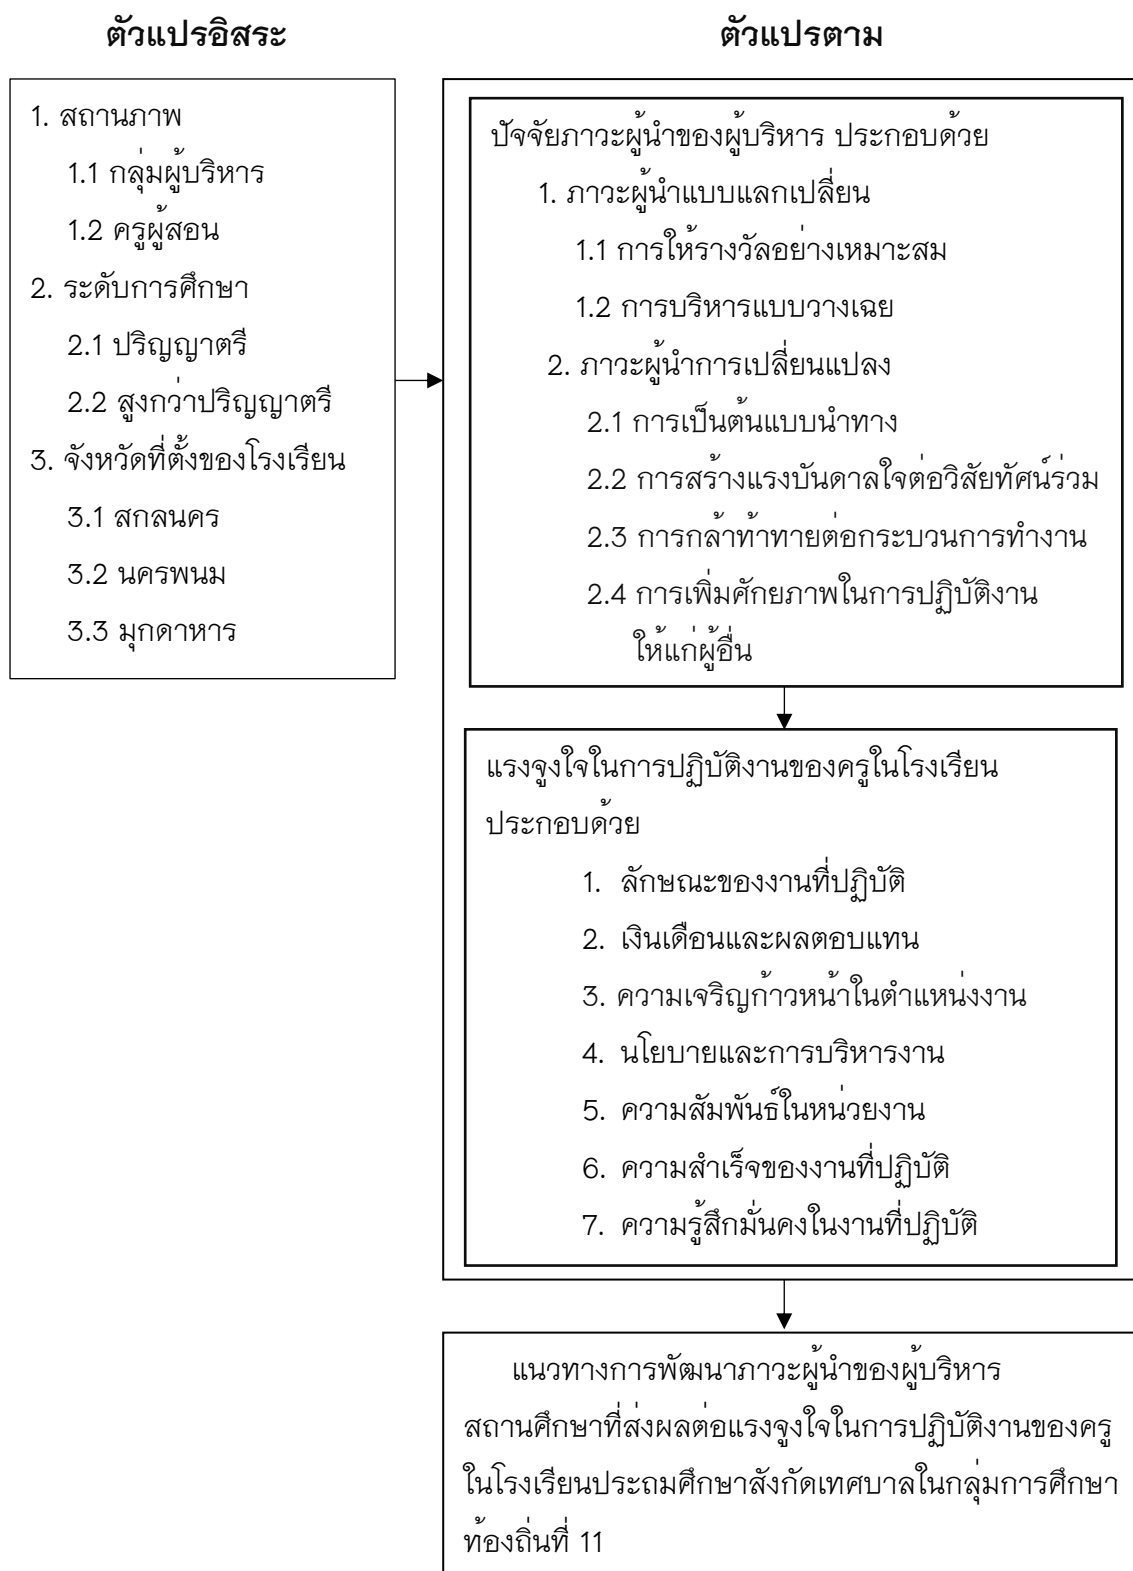 ตัวแปรอิสระ
ตัวแปรตาม
1. สถานภาพ
1.1 กลุ่มผู้บริหาร
1.2 ครูผู้สอน
2. ระดับการศึกษา
2.1 ปริญญาตรี
2.2 สูงกว่าปริญญาตรี
3. จังหวัดที่ตั้งของโรงเรียน
3.1 สกลนคร
3.2 นครพนม
3.3 มุกดาหาร
ปัจจัยภาวะผู้นำของผู้บริหาร ประกอบด้วย
1. ภาวะผู้นำแบบแลกเปลี่ยน
1.1 การให้รางวัลอย่างเหมาะสม
1.2 การบริหารแบบวางเฉย
2. ภาวะผู้นำการเปลี่ยนแปลง
2.1 การเป็นต้นแบบนำทาง
2.2 การสร้างแรงบันดาลใจต่อวิสัยทัศน์ร่วม
2.3 การกล้าท้าทายต่อกระบวนการทำงาน
2.4 การเพิ่มศักยภาพในการปฏิบัติงาน
ให้แก่ผู้อื่น
แรงจูงใจในการปฏิบัติงานของครูในโรงเรียน
ประกอบด้วย
1. ลักษณะของงานที่ปฏิบัติ
2. เงินเดือนและผลตอบแทน
3. ความเจริญก้าวหน้าในตำแหน่งงาน
4. นโยบายและการบริหารงาน
5. ความสัมพันธ์ในหน่วยงาน
6. ความสำเร็จของงานที่ปฏิบัติ
7. ความรู้สึกมั่นคงในงานที่ปฏิบัติ
แนวทางการพัฒนาภาวะผู้นำของผู้บริหาร
สถานศึกษาที่ส่งผลต่อแรงจูงใจในการปฏิบัติงานของครู
ในโรงเรียนประถมศึกษาสังกัดเทศบาลในกลุ่มการศึกษา
ท้องถิ่นที่ 11